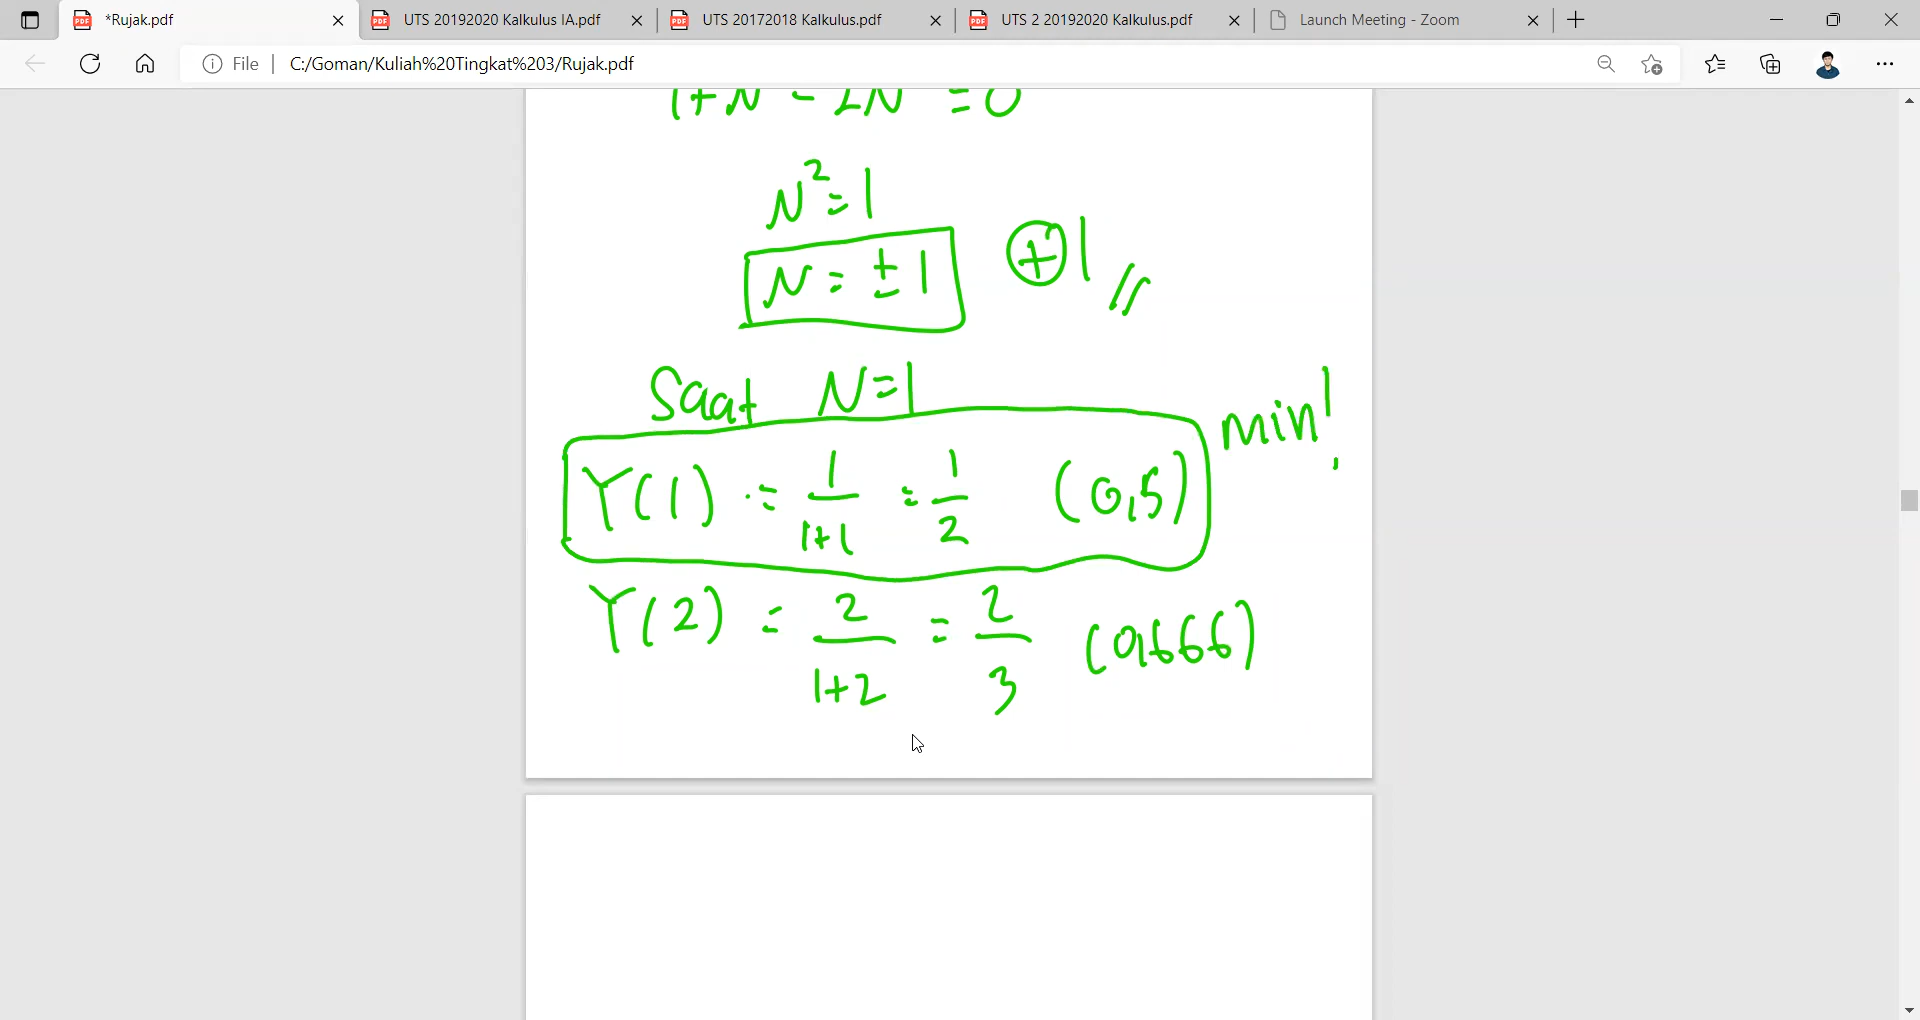 *Rujak.pdf
UTS 20192020 Kalkulus IA.pdf
UTS 20172018 Kalkulus.pdf
UTS 2 20192020 Kalkulus.pdf
Launch Meeting - Zoom
File
C:/Goman/Kuliah%20Tingkat%203/Rujak.pdf
N² = 1
N = ± 1 +1 //
Saat N=1
min!
Y(1) = 1/(1+1) = 1/2 (0,5)
Y(2) = 2/(1+2) = 2/3 (0,666)